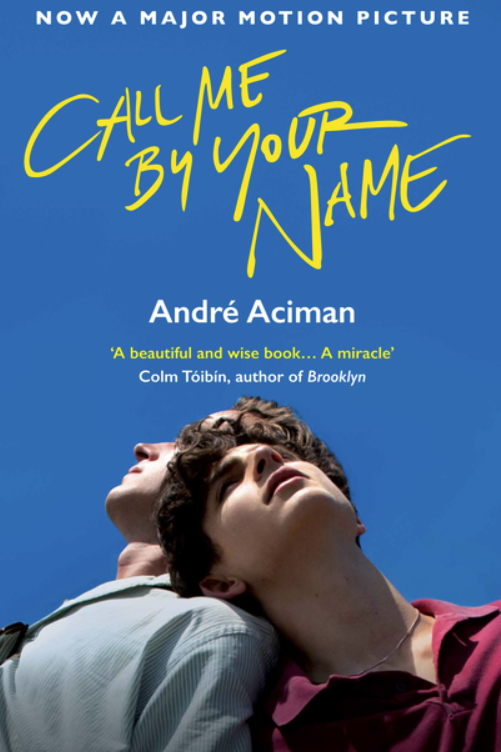 NOW A MAJOR MOTION PICTURE
CALL ME
BY YOUR
NAME
André Aciman
‘A beautiful and wise book… A miracle’
Colm Tóibín, author of Brooklyn